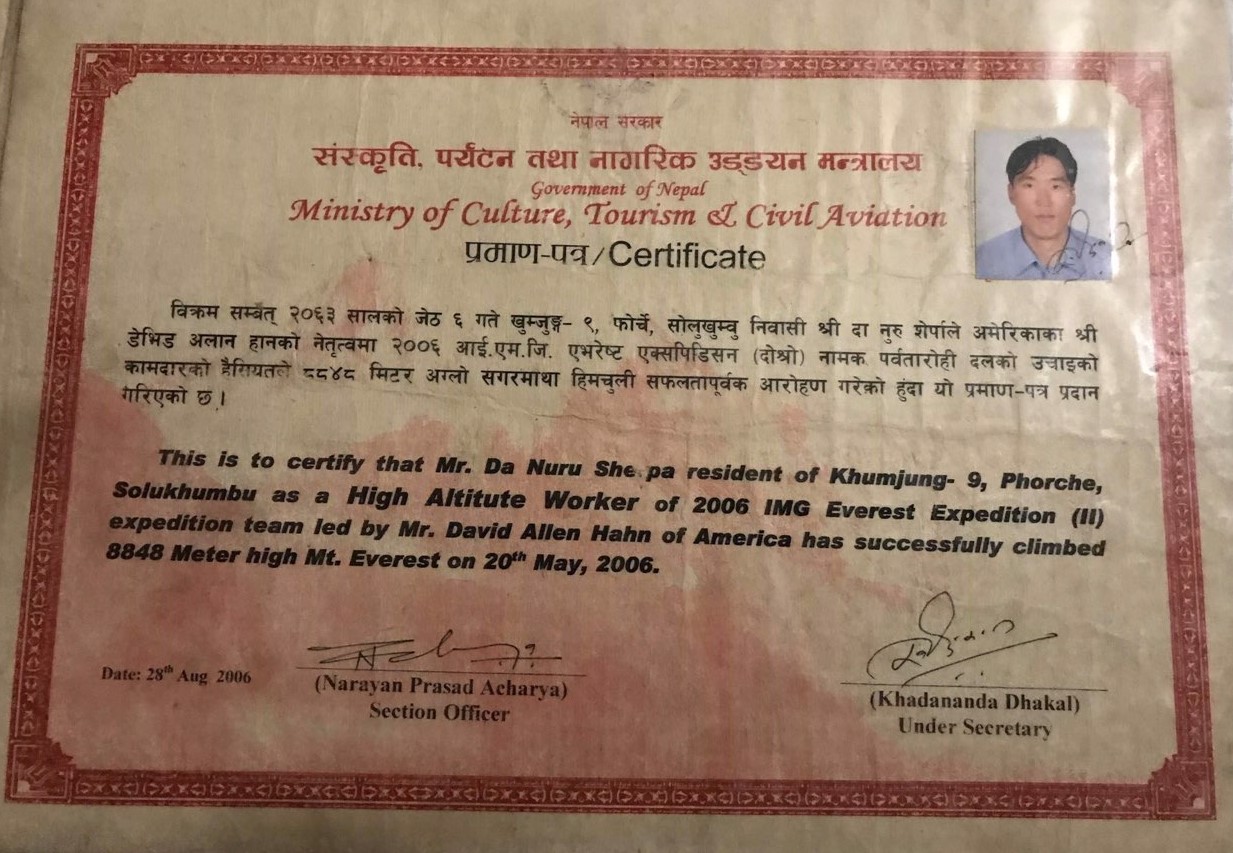 नेपाल सरकार
संस्कृति, पर्यटन तथा नागरिक उड्डयन मन्त्रालय
Government of Nepal
Ministry of Culture, Tourism & Civil Aviation
प्रमाण-पत्र/Certificate
विक्रम सम्बत् २०६३ सालको जेठ ६ गते खुम्जुङ्ग- ९, फोर्चे, सोलुखुम्वु निवासी श्री दा नुरु शेर्पाले अमेरिकाका श्री
डेभिड अलान हानको नेतृत्वमा २००६ आई.एम.जि. एभरेष्ट एक्सपिडिसन (दोश्रो) नामक पर्वतारोही दलको उचाइको
कामदारको हैसियतले ८८४८ मिटर अग्लो सगरमाथा हिमचुली सफलतापूर्वक आरोहण गरेको हुंदा यो प्रमाण-पत्र प्रदान
गरिएको छ।
This is to certify that Mr. Da Nuru She pa resident of Khumjung- 9, Phorche,
Solukhumbu as a High Altitute Worker of 2006 IMG Everest Expedition (II)
expedition team led by Mr. David Allen Hahn of America has successfully climbed
8848 Meter high Mt. Everest on 20th May, 2006.
Date: 28th Aug 2006
(Narayan Prasad Acharya)
Section Officer
(Khadananda Dhakal)
Under Secretary